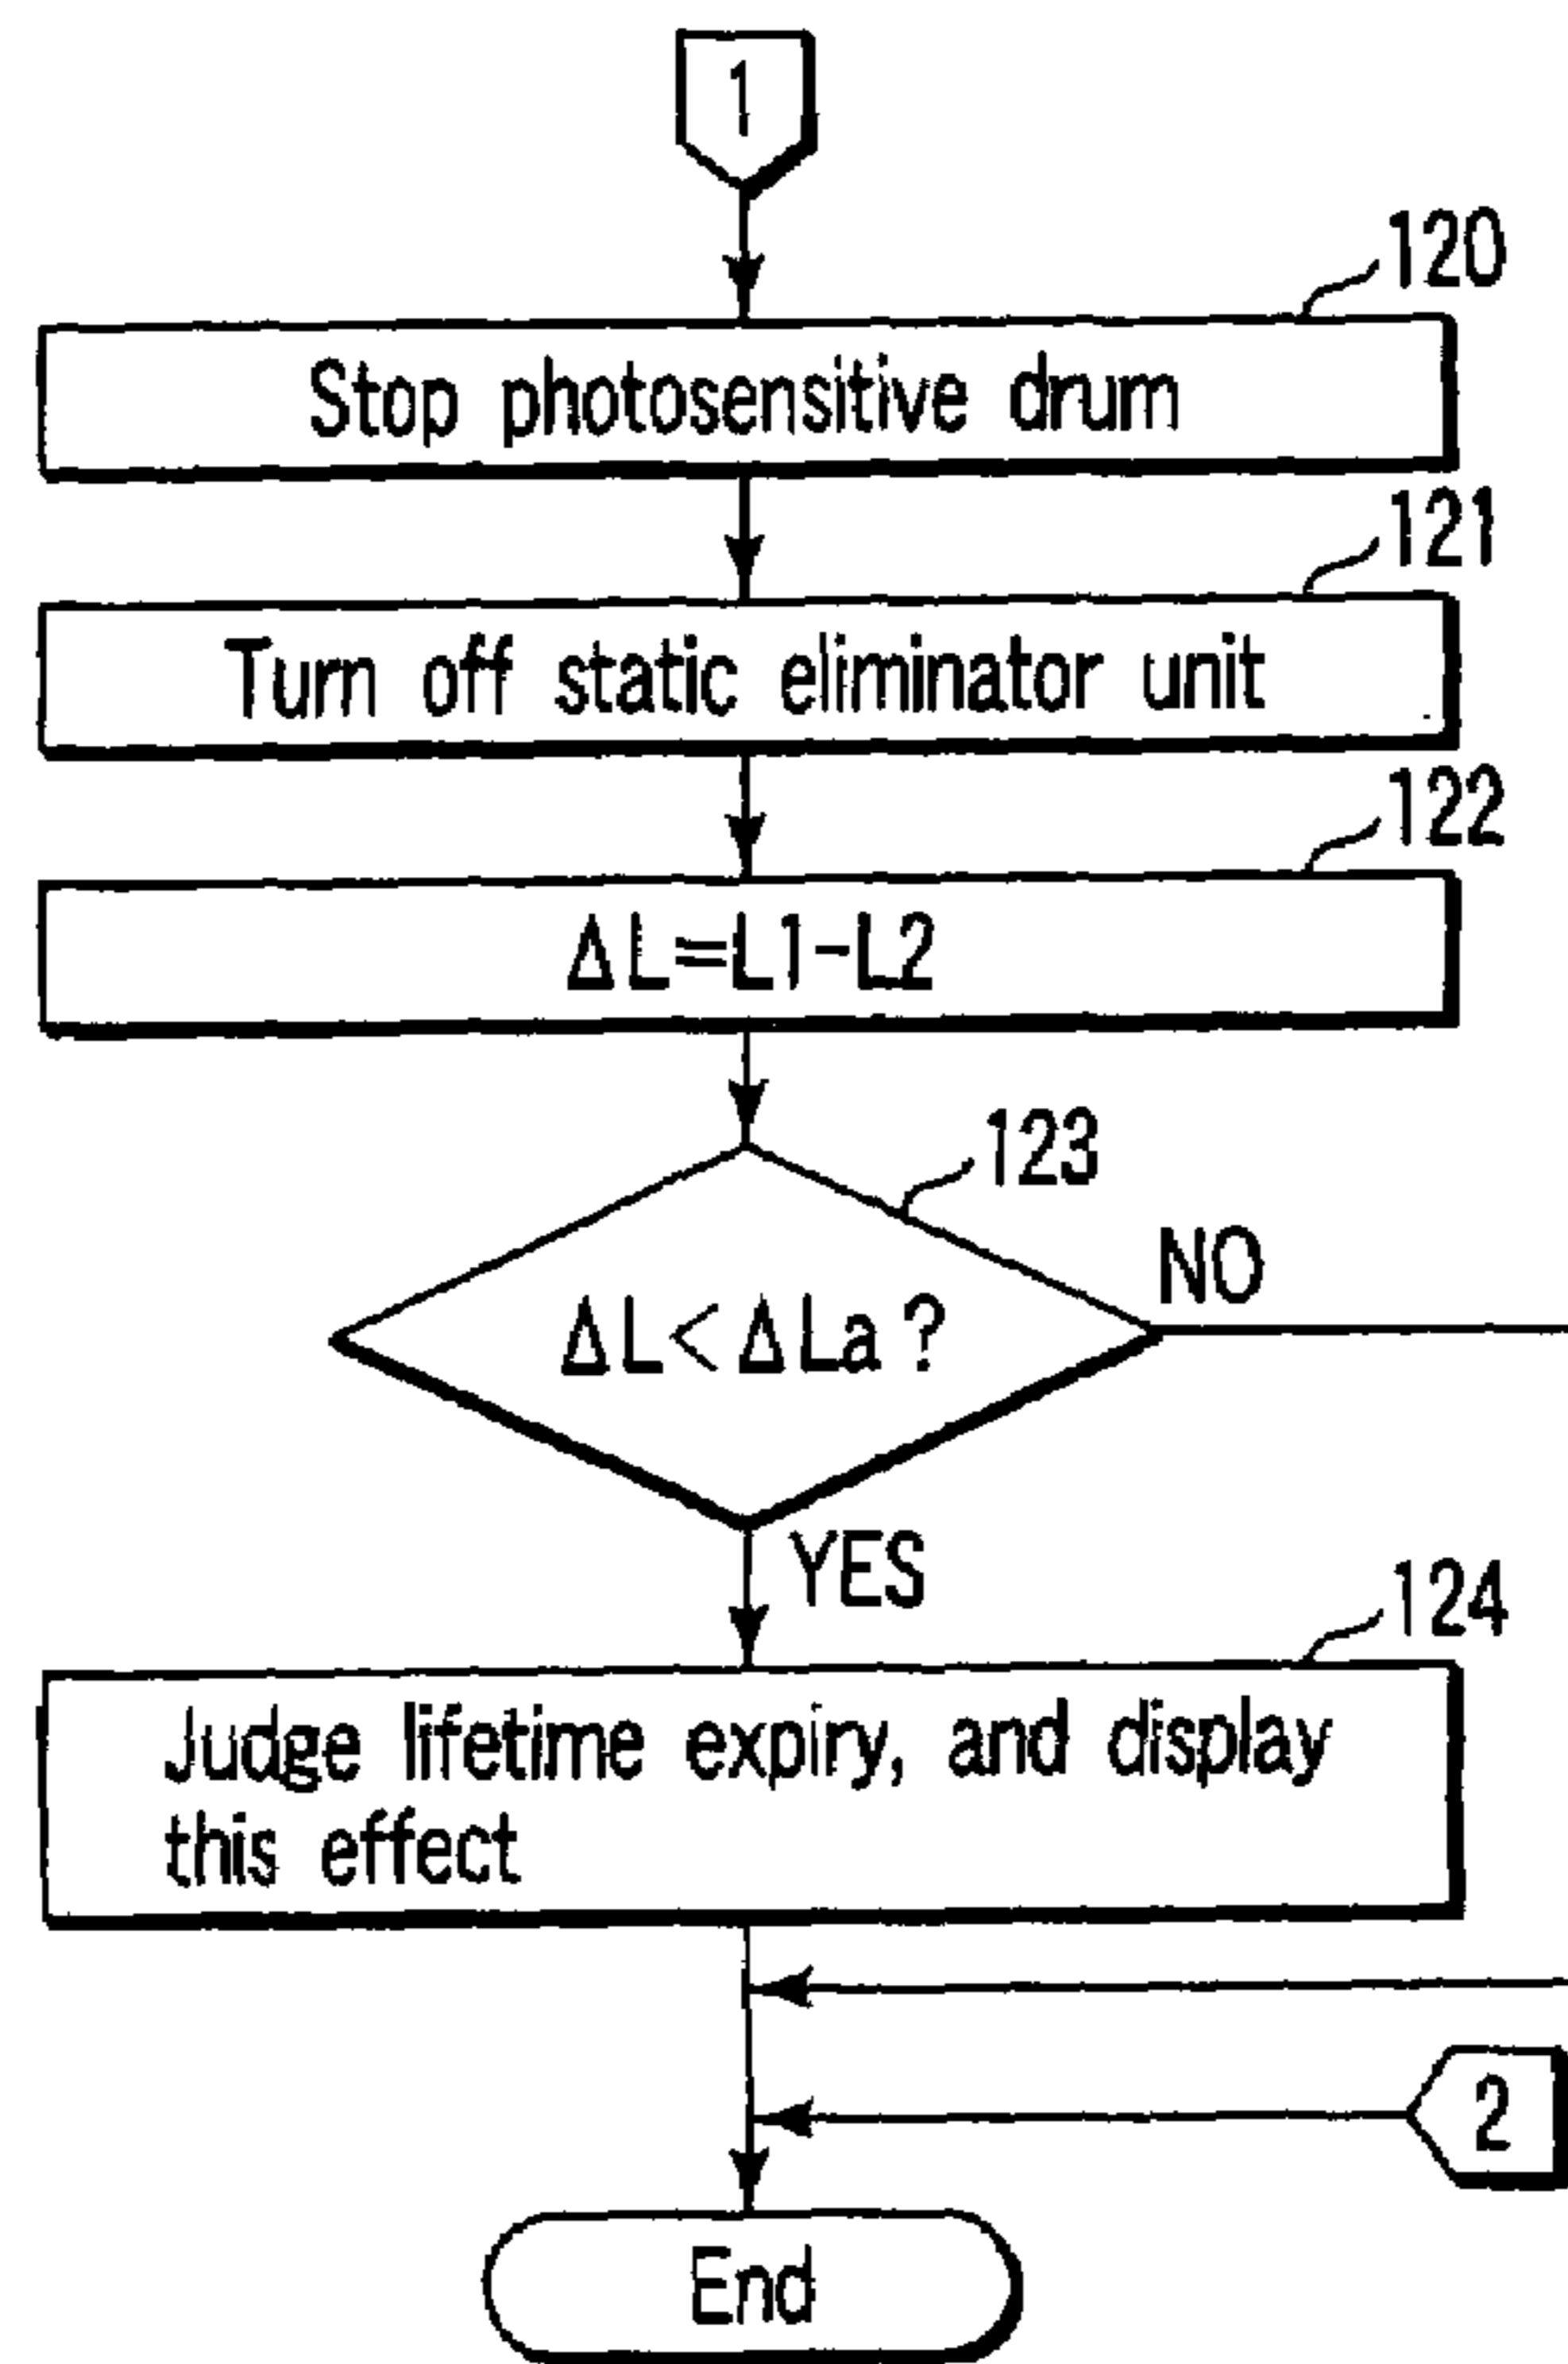 1
120
Stop photosensitive drum
121
Turn off static eliminator unit
122
ΔL=L1-L2
123
ΔL<ΔLa?
NO
YES
124
Judge lifetime expiry, and display
this effect
2
End